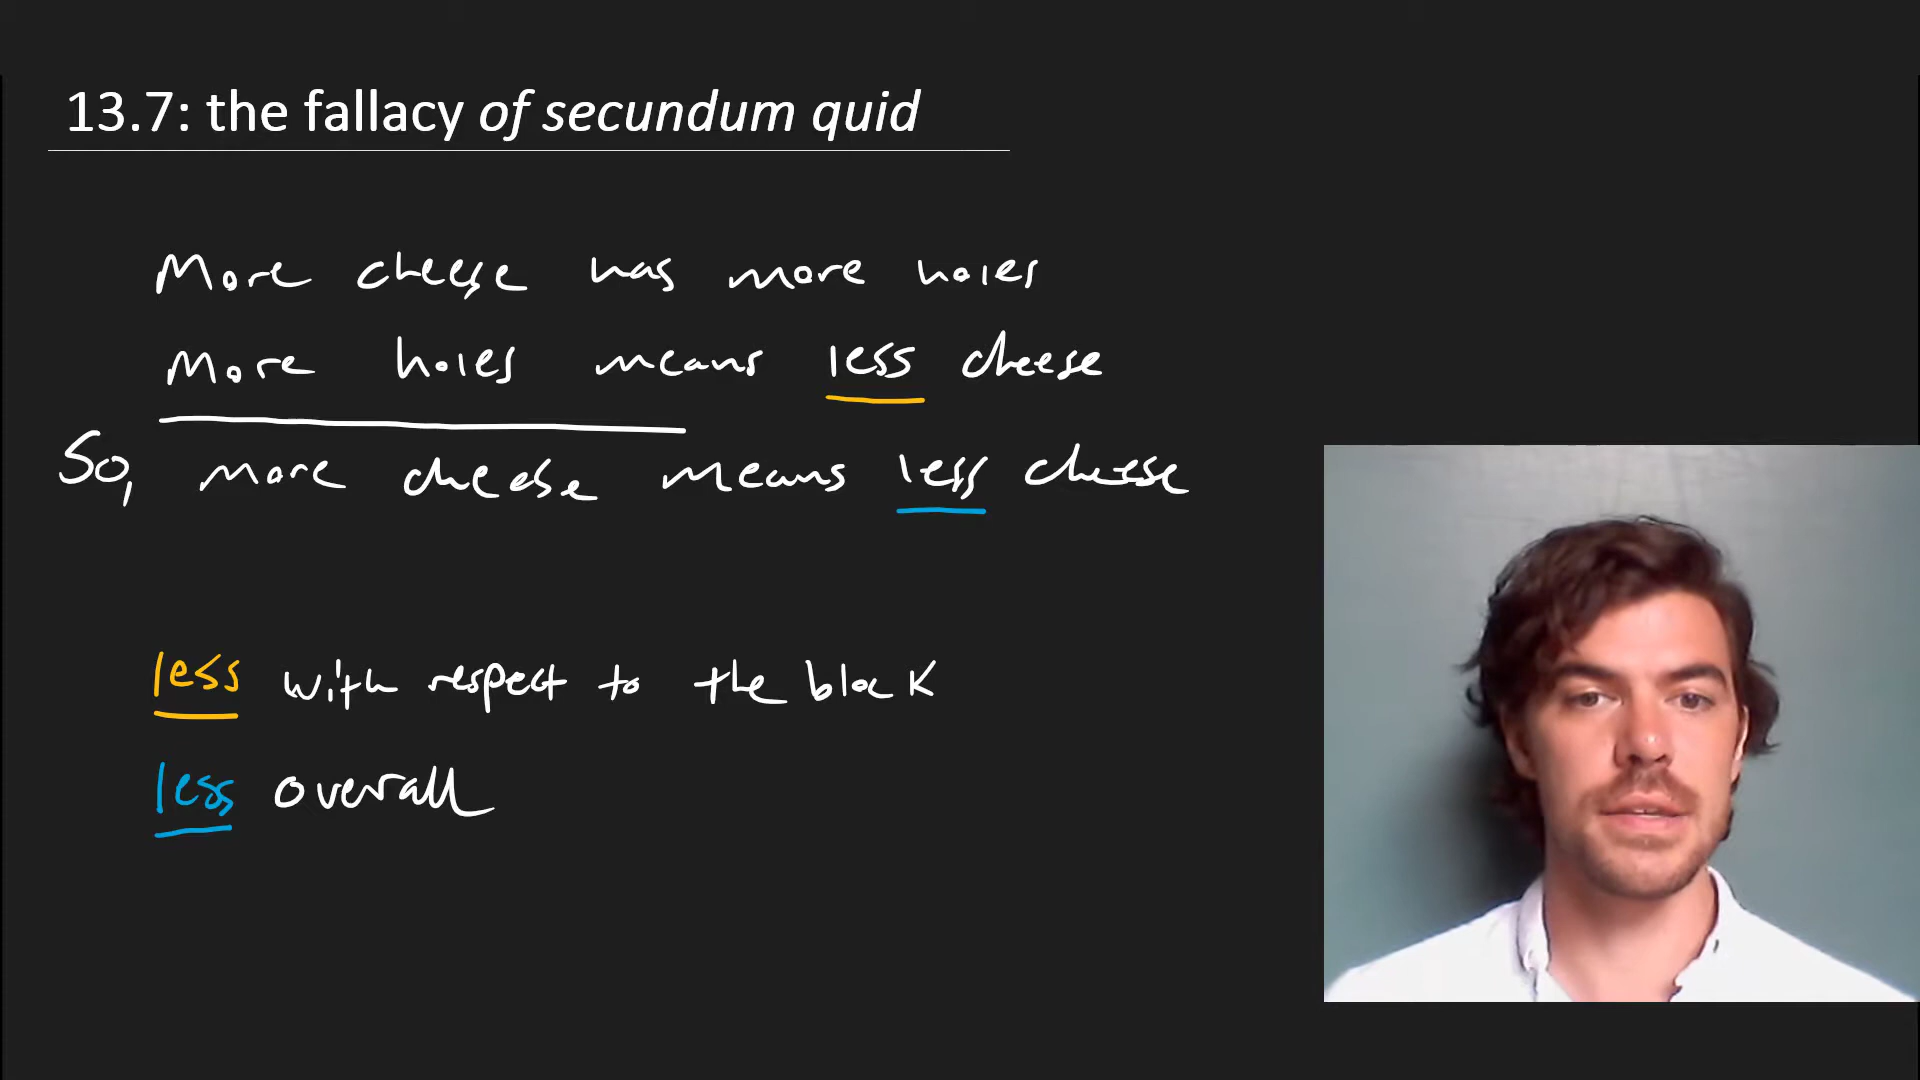 13.7: the fallacy of secundum quid
More cheese has more holes
More holes means less cheese
So, more cheese means less cheese
less with respect to the block
less overall